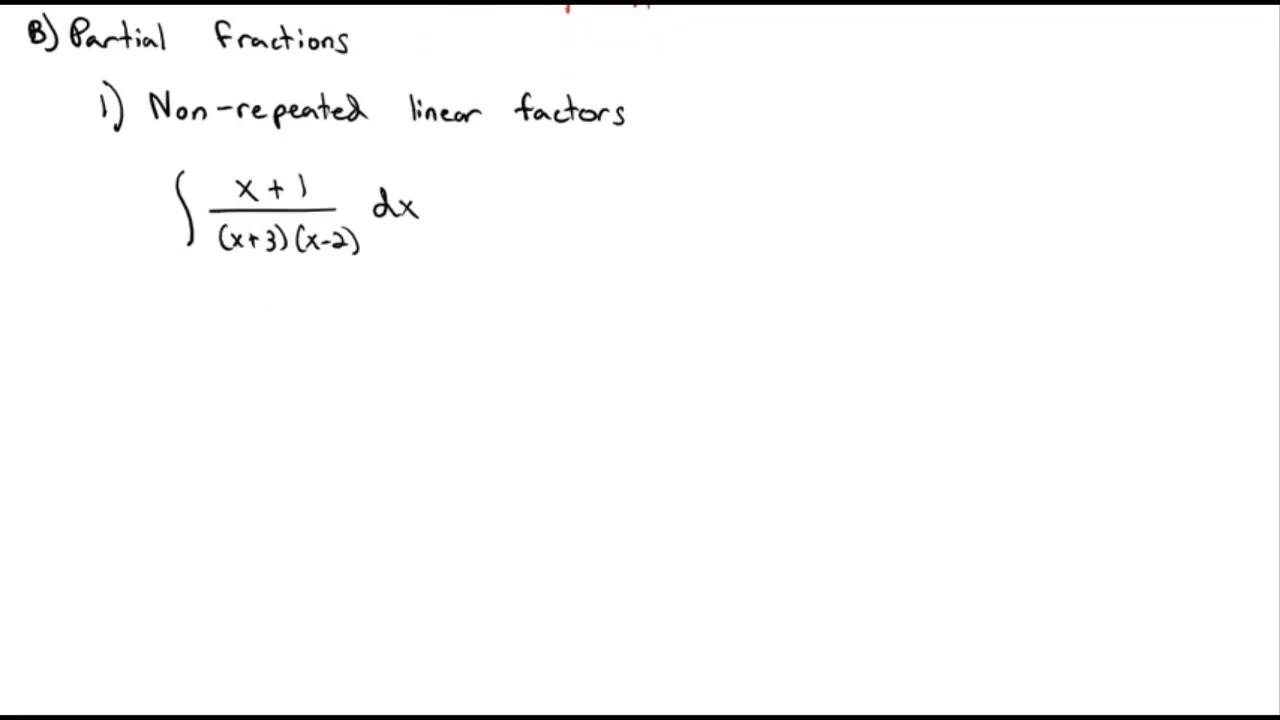 B) Partial fractions
1) Non-repeated linear factors
∫ x + 1 / (x+3)(x-2) dx